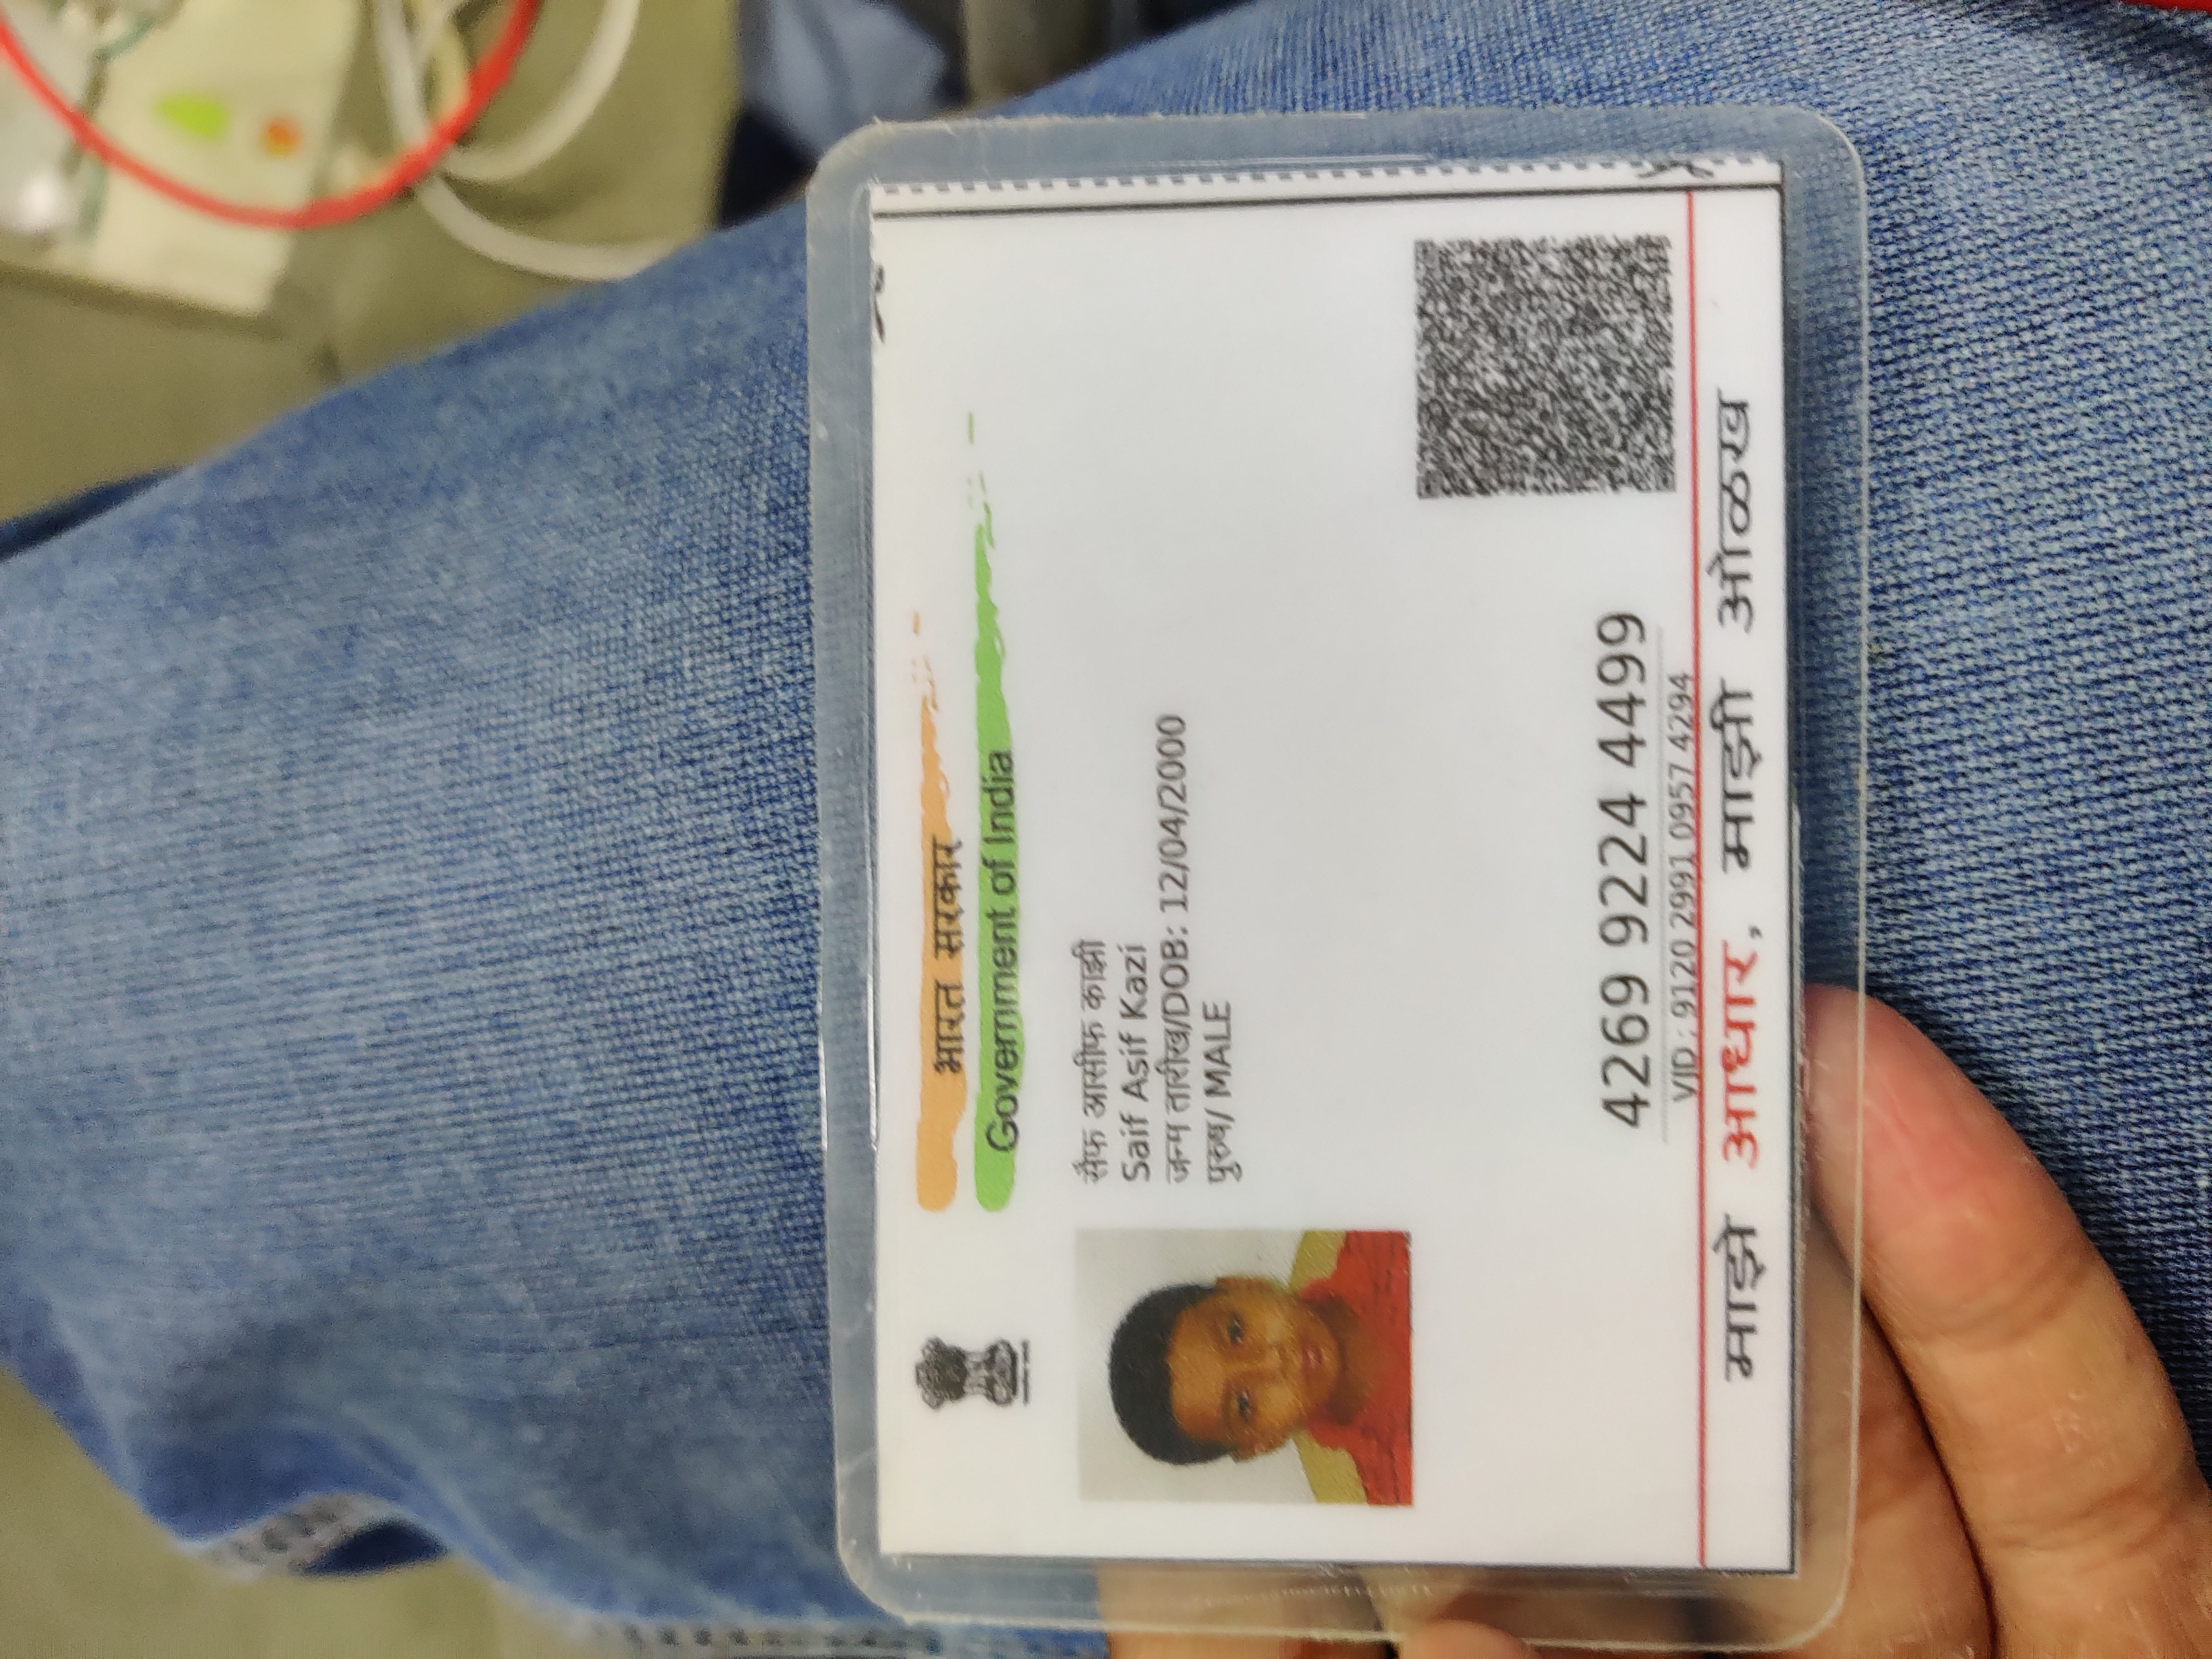 भारत सरकार
Government of India
सैफ आसीफ काझी
Saif Asif Kazi
जन्म तारीख/DOB: 12/04/2000
पुरुष/ MALE
4269 9224 4499
VID : 9120 2991 0957 4294
माझे आधार, माझी ओळख